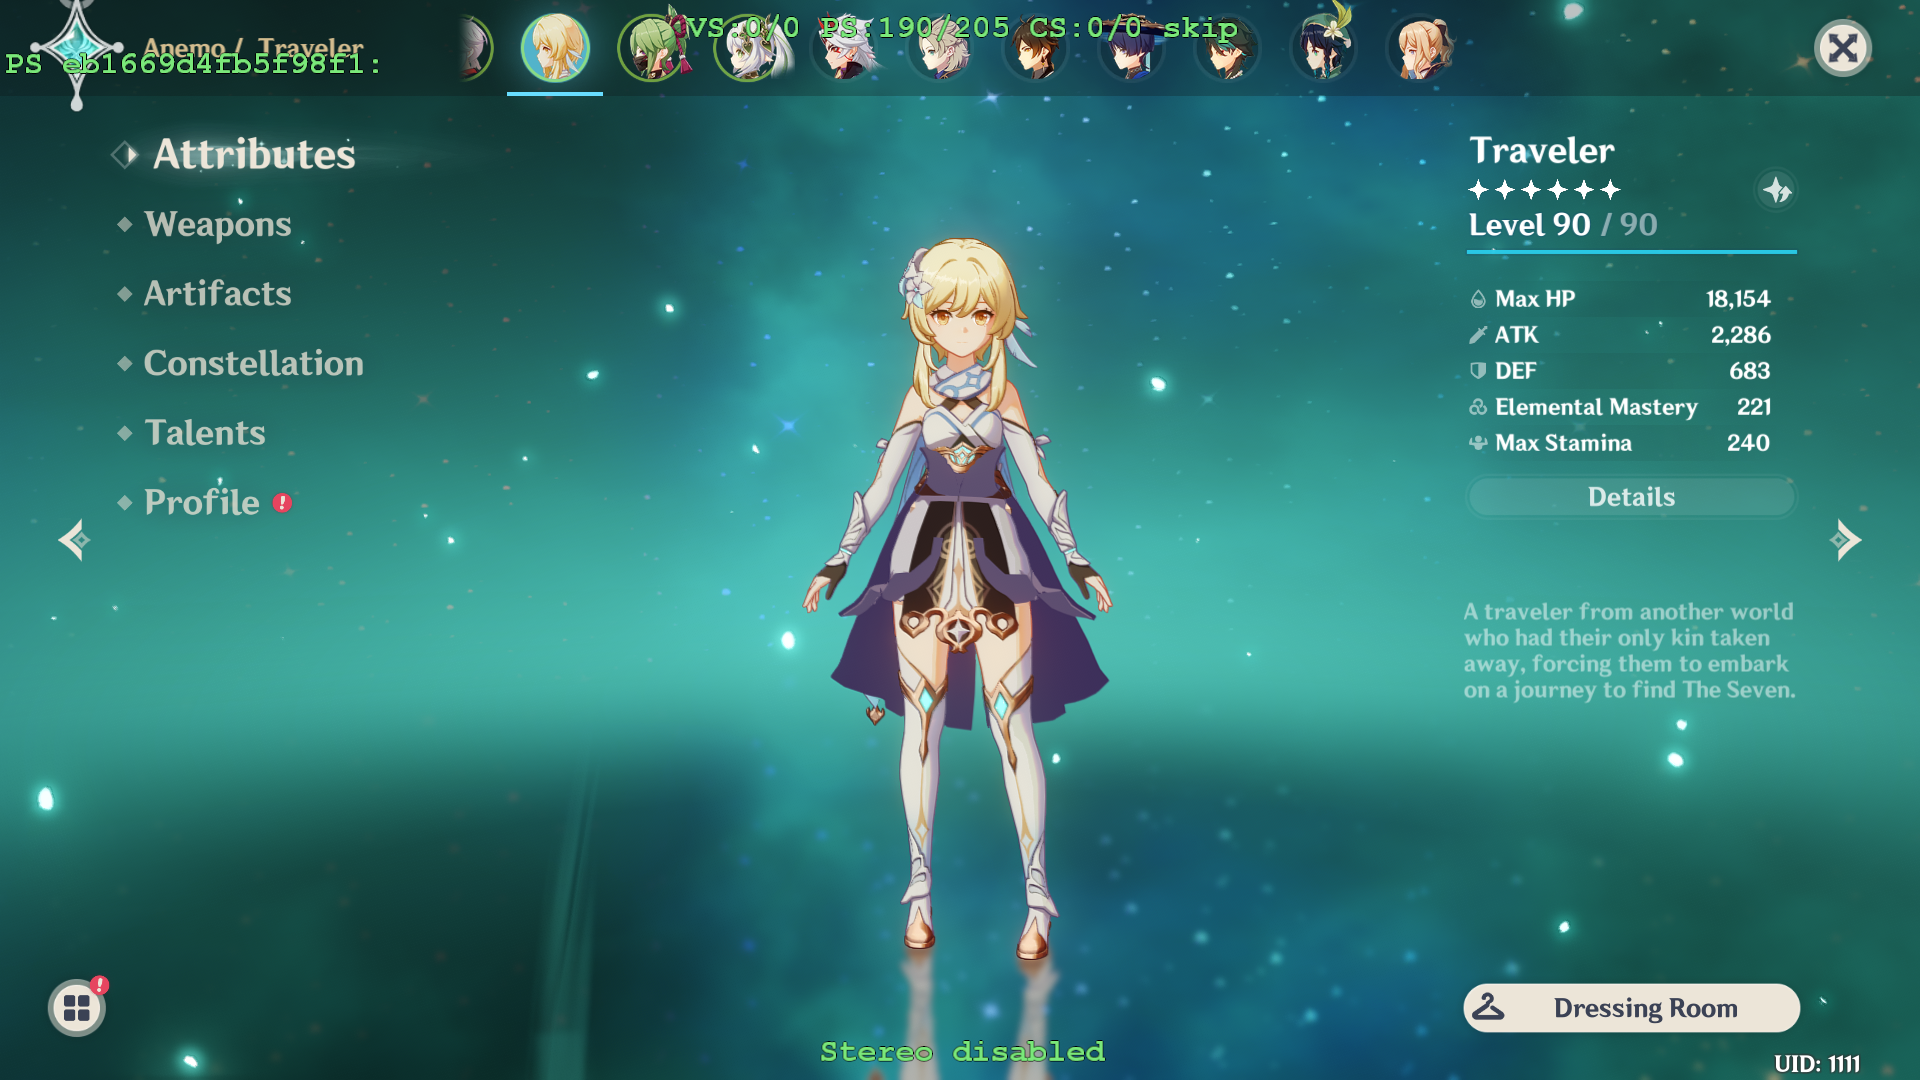 VS:0/0 PS:190/205 CS:0/0 skip
Anemo / Traveler
PS eb1669d4fb5f98f1:
Attributes
Weapons
Artifacts
Constellation
Talents
Profile
Traveler
Level 90 / 90
Max HP 18,154
ATK 2,286
DEF 683
Elemental Mastery 221
Max Stamina 240
Details
A traveler from another world
who had their only kin taken
away, forcing them to embark
on a journey to find The Seven.
Dressing Room
Stereo disabled
UID: 1111